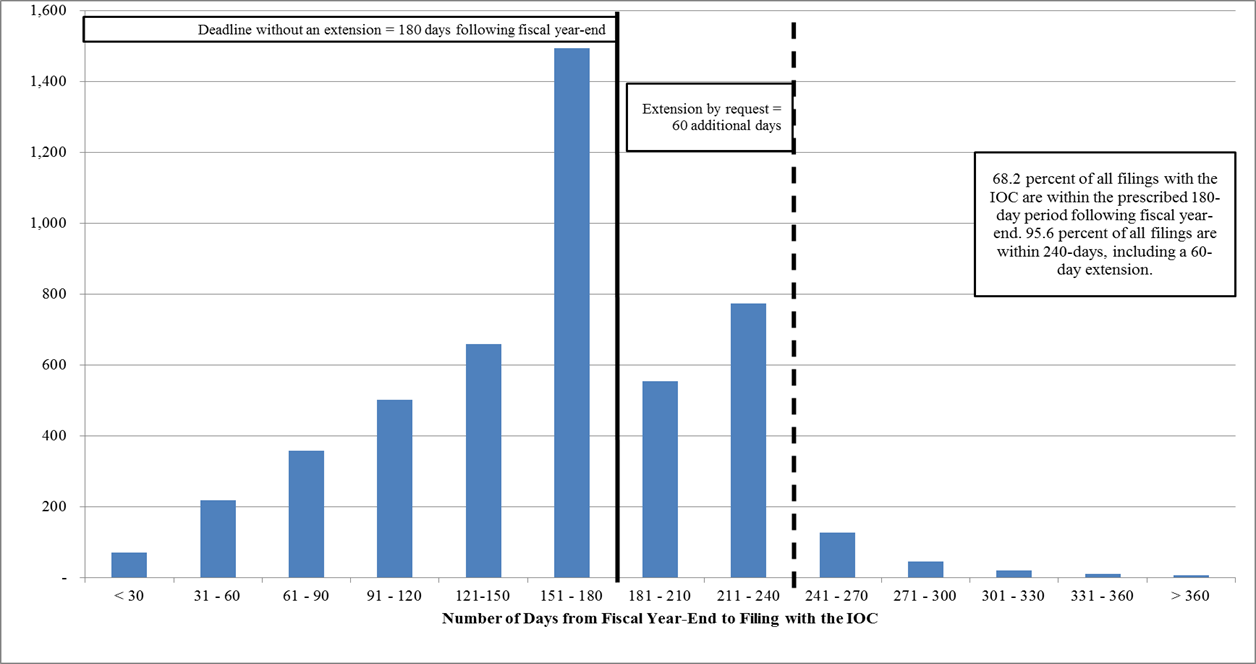 1,600
Deadline without an extension = 180 days following fiscal year-end
1,400
Extension by request =
60 additional days
1,200
68.2 percent of all filings with the
IOC are within the prescribed 180-
day period following fiscal year-
end. 95.6 percent of all filings are
within 240-days, including a 60-
day extension.
1,000
800
600
400
200
-
< 30 31 - 60 61 - 90 91 - 120 121-150 151 - 180 181 - 210 211 - 240 241 - 270 271 - 300 301 - 330 331 - 360 > 360
Number of Days from Fiscal Year-End to Filing with the IOC